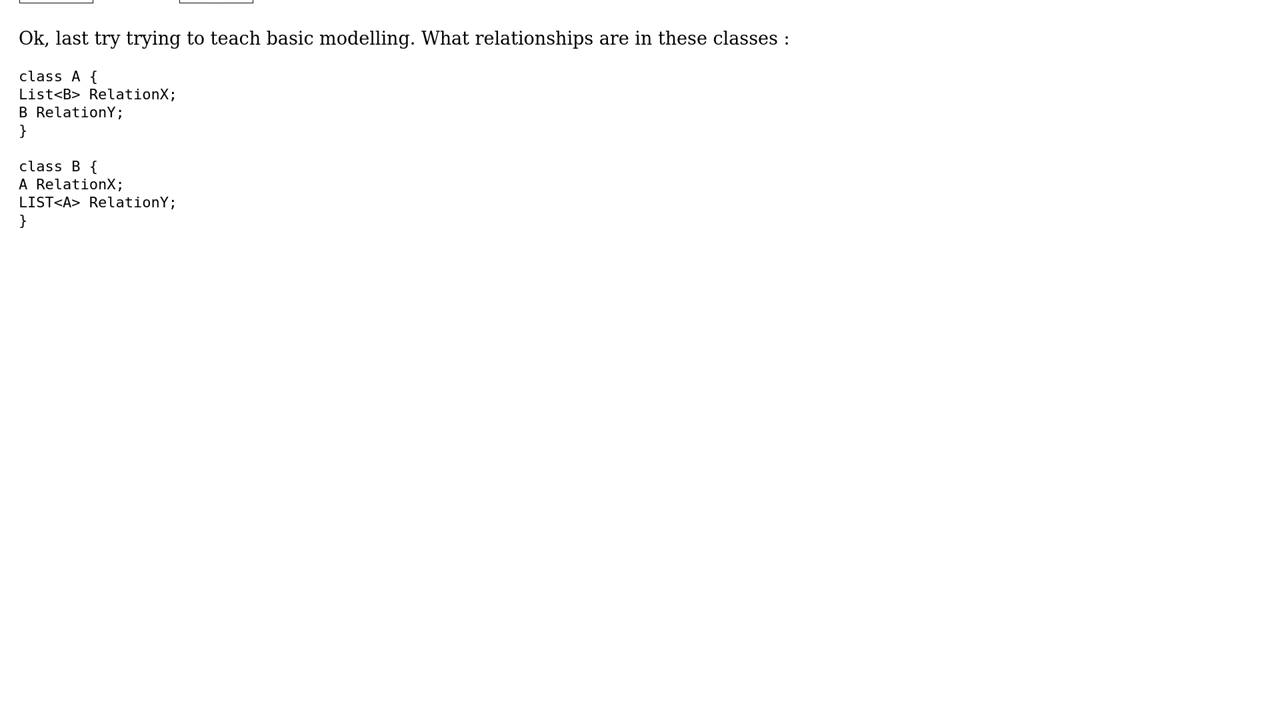 Ok, last try trying to teach basic modelling. What relationships are in these classes :
class A {
List<B> RelationX;
B RelationY;
}
class B {
A RelationX;
LIST<A> RelationY;
}